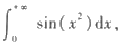 ∫₀^{+∞} sin(x²)dx,